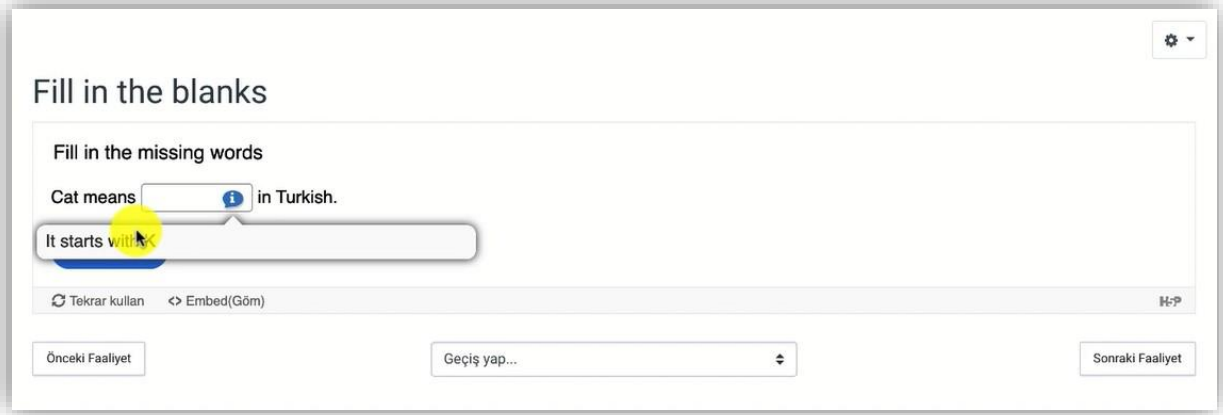 Fill in the blanks
Fill in the missing words
Cat means in Turkish.
It starts with K
Tekrar kullan <> Embed(Göm)
H5P
Önceki Faaliyet Geçiş yap... Sonraki Faaliyet